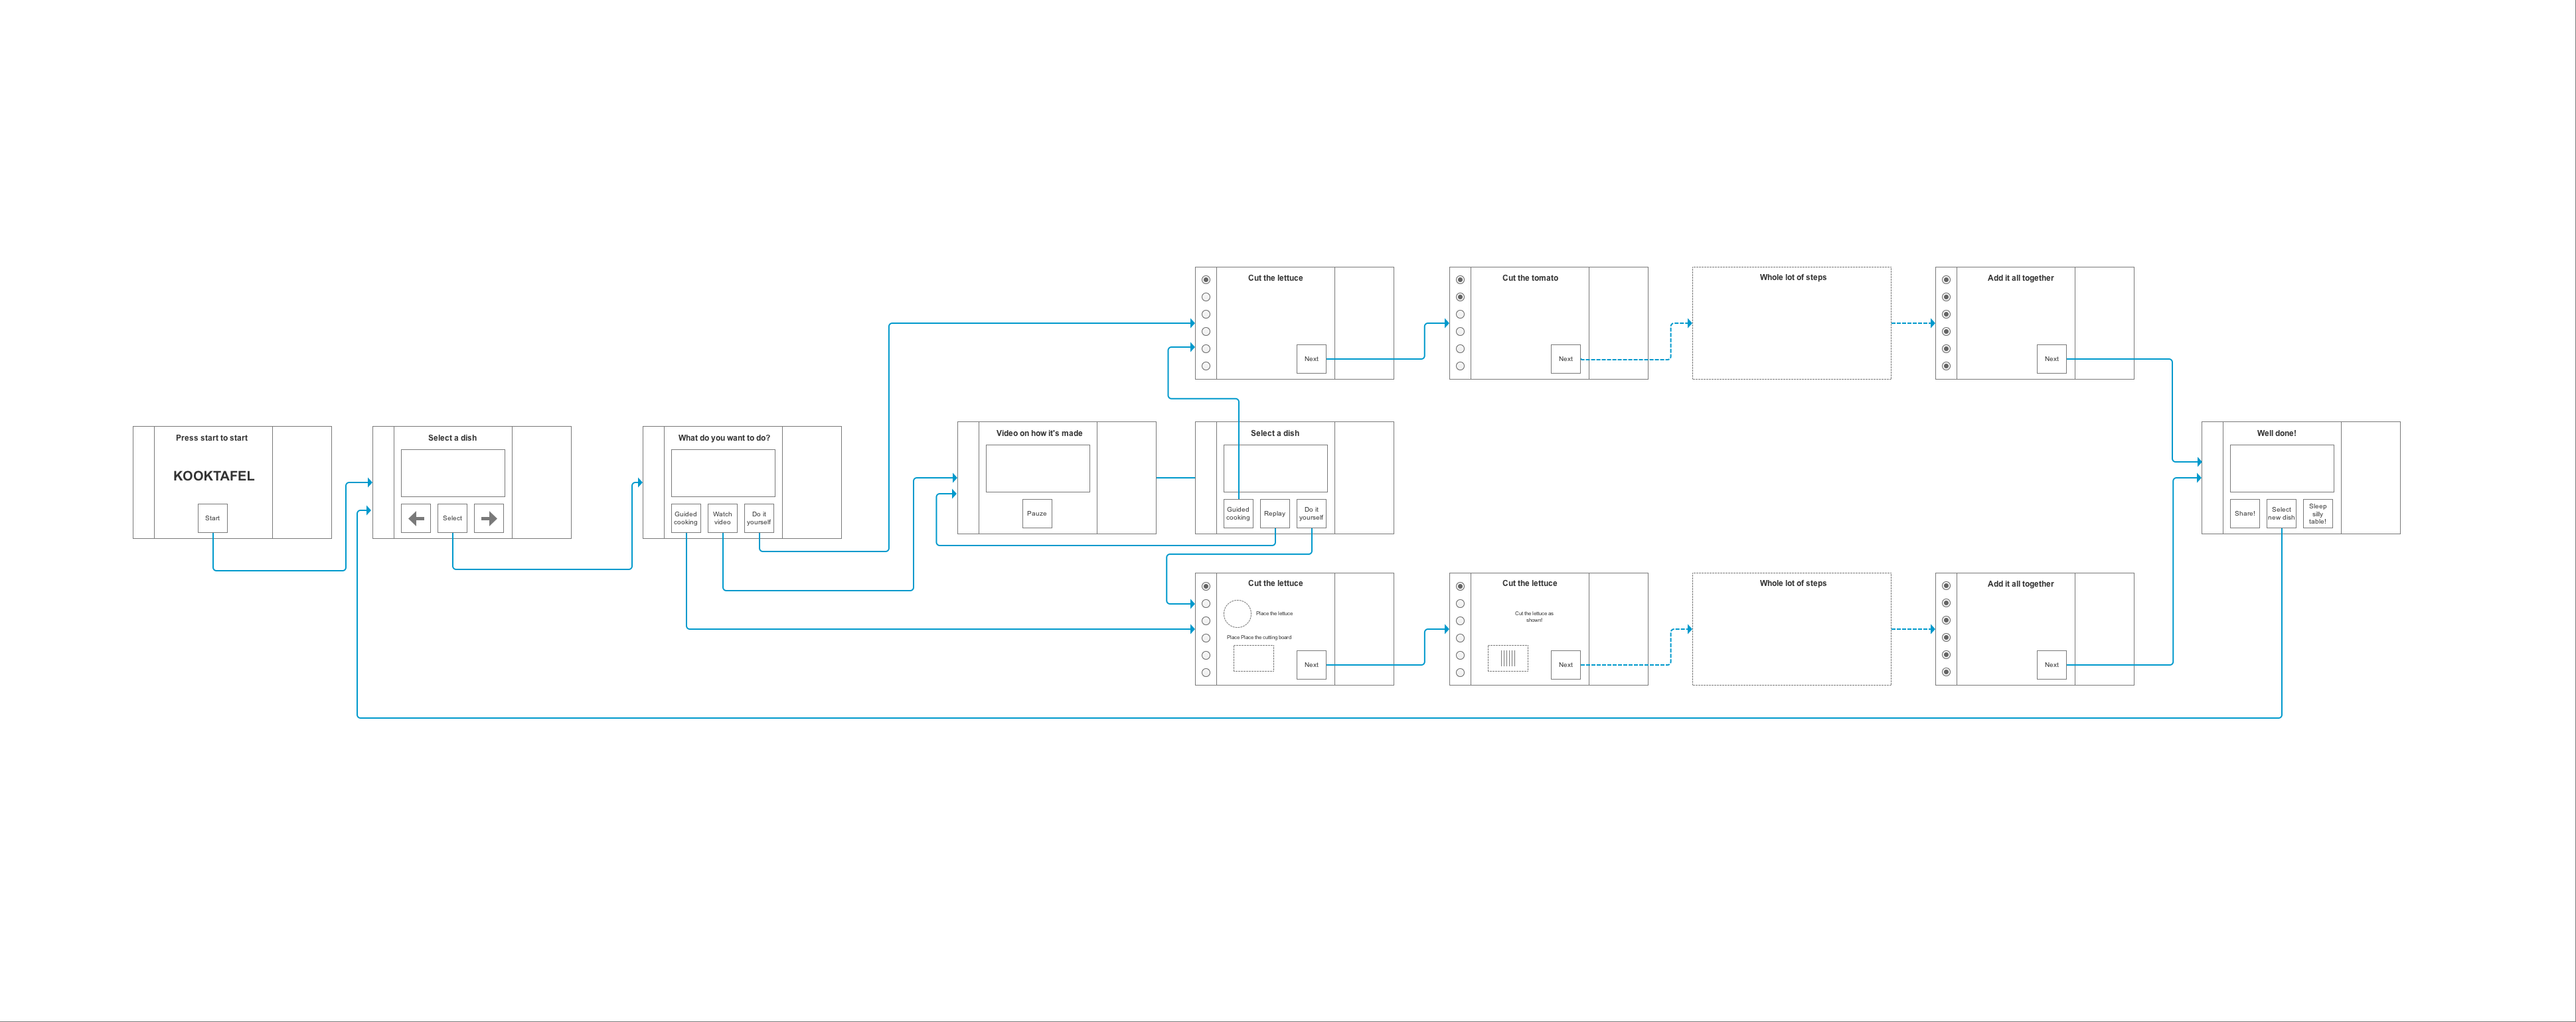 Cut the lettuce
Next
Cut the tomato
Next
Whole lot of steps
Add it all together
Next
Press start to start
KOOKTAFEL
Start
Select a dish
Select
What do you want to do?
Guided
cooking
Watch
video
Do it
yourself
Video on how it's made
Pauze
Select a dish
Guided
cooking
Replay
Do it
yourself
Well done!
Share!
Select
new dish
Sleep
silly
table!
Cut the lettuce
Place the lettuce
Place Place the cutting board
Next
Cut the lettuce
Cut the lettuce as
shown!
Next
Whole lot of steps
Add it all together
Next